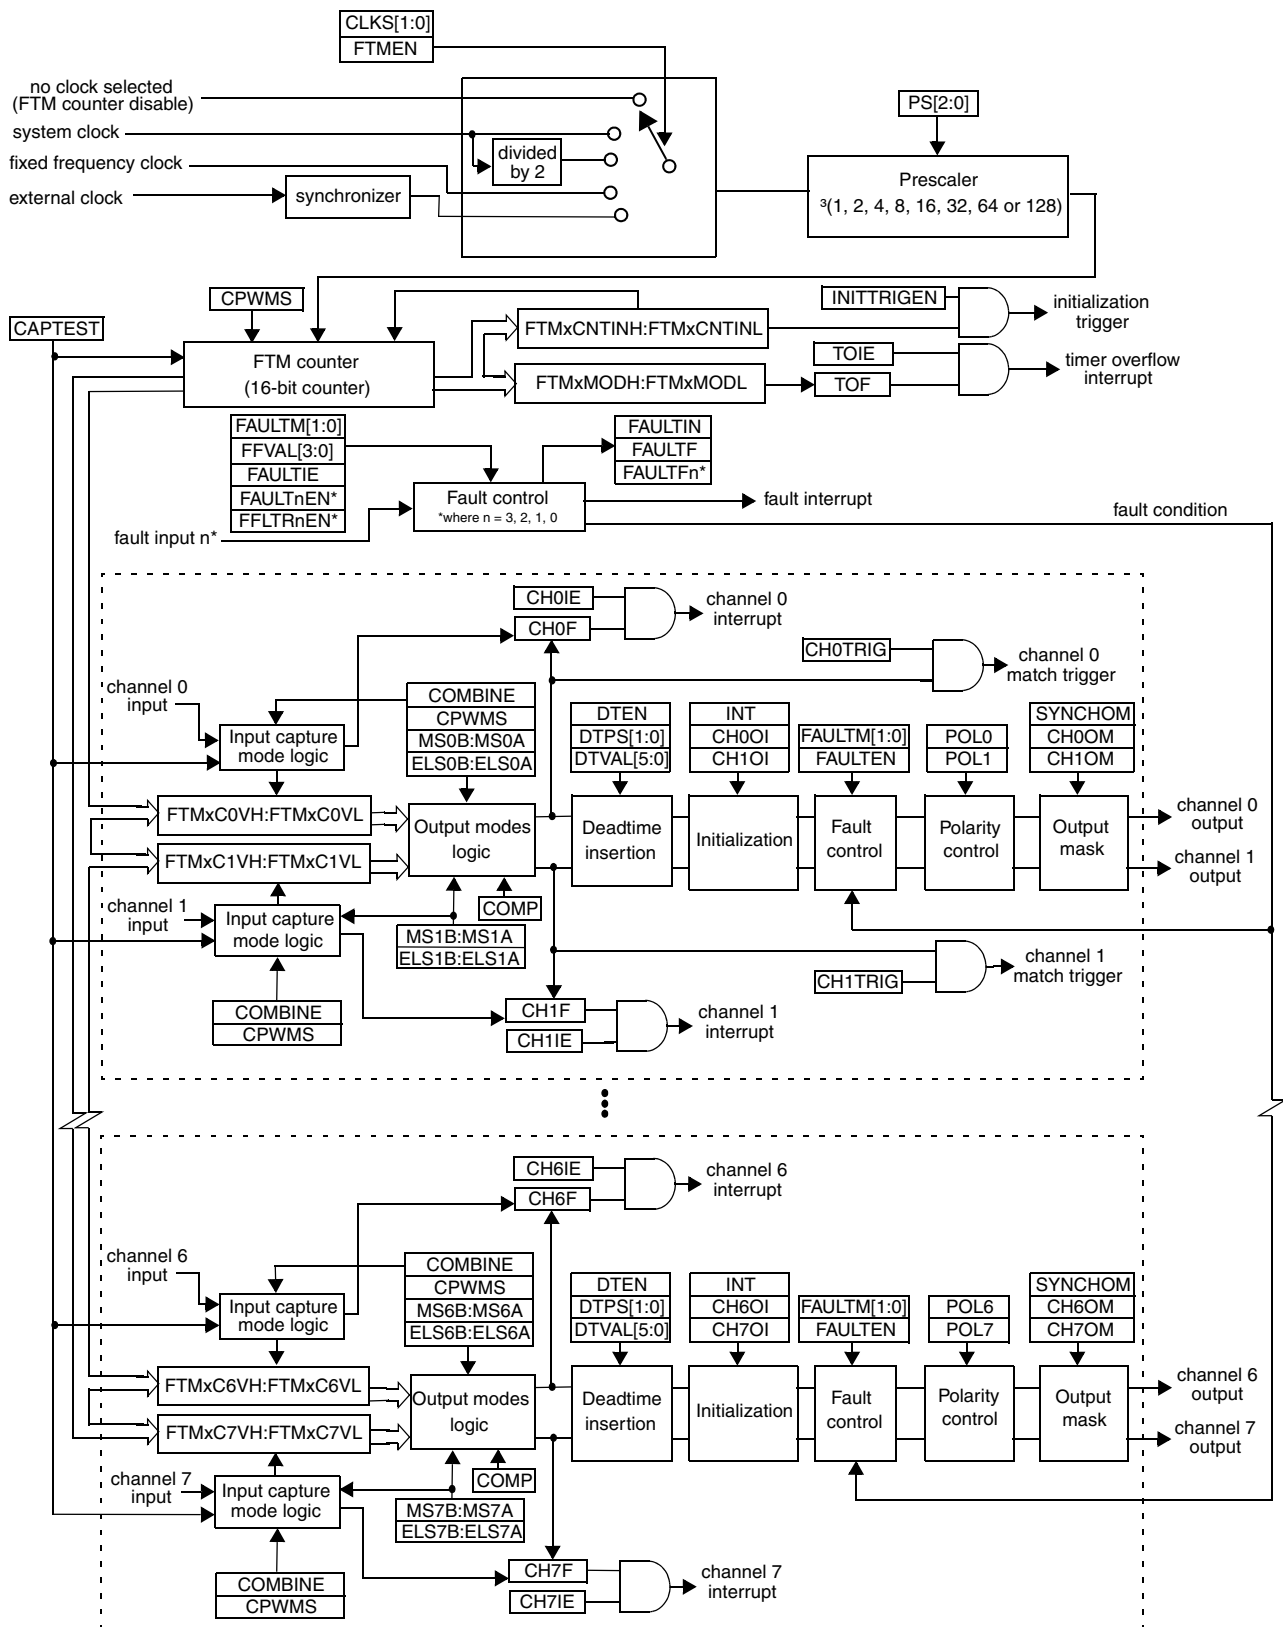 CLKS[1:0]
FTMEN
no clock selected
(FTM counter disable)
system clock
fixed frequency clock
external clock
synchronizer
divided
by 2
PS[2:0]
Prescaler
³(1, 2, 4, 8, 16, 32, 64 or 128)
CAPTEST
CPWMS
FTM counter
(16-bit counter)
FTMxCNTINH:FTMxCNTINL
FTMxMODH:FTMxMODL
INITTRIGEN
initialization
trigger
TOIE
TOF
timer overflow
interrupt
FAULTM[1:0]
FFVAL[3:0]
FAULTIE
FAULTnEN*
FFLTRnEN*
fault input n*
Fault control
*where n = 3, 2, 1, 0
FAULTIN
FAULTF
FAULTFn*
fault interrupt
fault condition
CH0IE
CH0F
channel 0
interrupt
CH0TRIG
channel 0
match trigger
channel 0
input
Input capture
mode logic
COMBINE
CPWMS
MS0B:MS0A
ELS0B:ELS0A
DTEN
DTPS[1:0]
DTVAL[5:0]
INT
CH0OI
CH1OI
FAULTM[1:0]
FAULTEN
POL0
POL1
SYNCHOM
CH0OM
CH1OM
FTMxC0VH:FTMxC0VL
FTMxC1VH:FTMxC1VL
Output modes
logic
Deadtime
insertion
Initialization
Fault
control
Polarity
control
Output
mask
channel 0
output
channel 1
output
channel 1
input
Input capture
mode logic
COMP
MS1B:MS1A
ELS1B:ELS1A
COMBINE
CPWMS
CH1TRIG
channel 1
match trigger
CH1F
CH1IE
channel 1
interrupt
CH6IE
CH6F
channel 6
interrupt
channel 6
input
Input capture
mode logic
COMBINE
CPWMS
MS6B:MS6A
ELS6B:ELS6A
DTEN
DTPS[1:0]
DTVAL[5:0]
INT
CH6OI
CH7OI
FAULTM[1:0]
FAULTEN
POL6
POL7
SYNCHOM
CH6OM
CH7OM
FTMxC6VH:FTMxC6VL
FTMxC7VH:FTMxC7VL
Output modes
logic
Deadtime
insertion
Initialization
Fault
control
Polarity
control
Output
mask
channel 6
output
channel 7
output
channel 7
input
Input capture
mode logic
COMP
MS7B:MS7A
ELS7B:ELS7A
COMBINE
CPWMS
CH7F
CH7IE
channel 7
interrupt